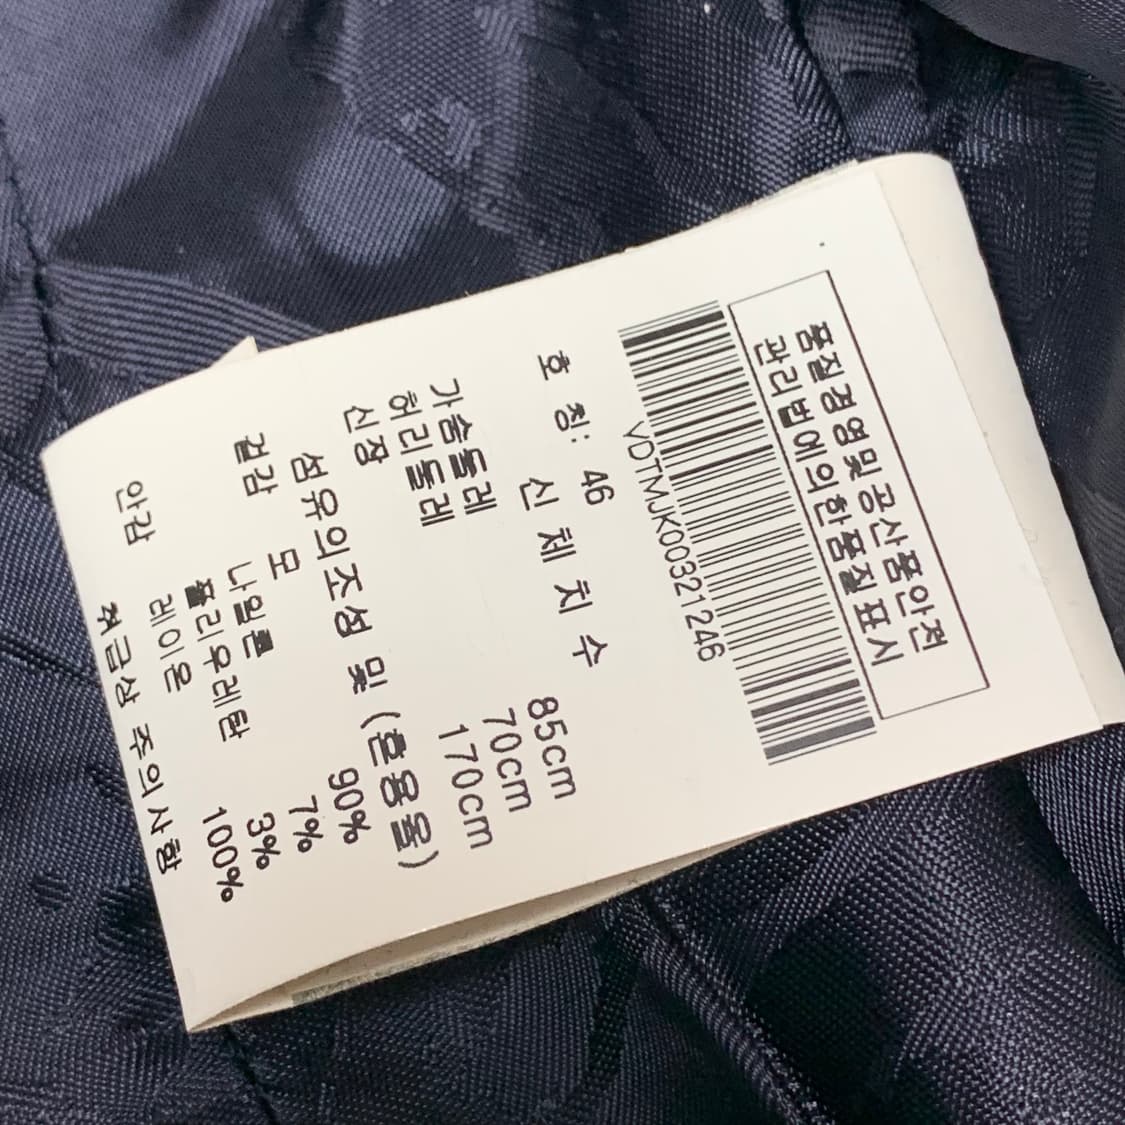 품질경영및 공산품안전
관리법에의한품질 표시
VDTMJK00321246
호 칭: 46
신 체 치 수
가슴둘레 85cm
허리둘레 70cm
신장 170cm
섬유의조성 및 (혼용율)
겉감 모 90%
나일론 7%
폴리우레탄 3%
안감 레이온 100%
취급상 주의사항